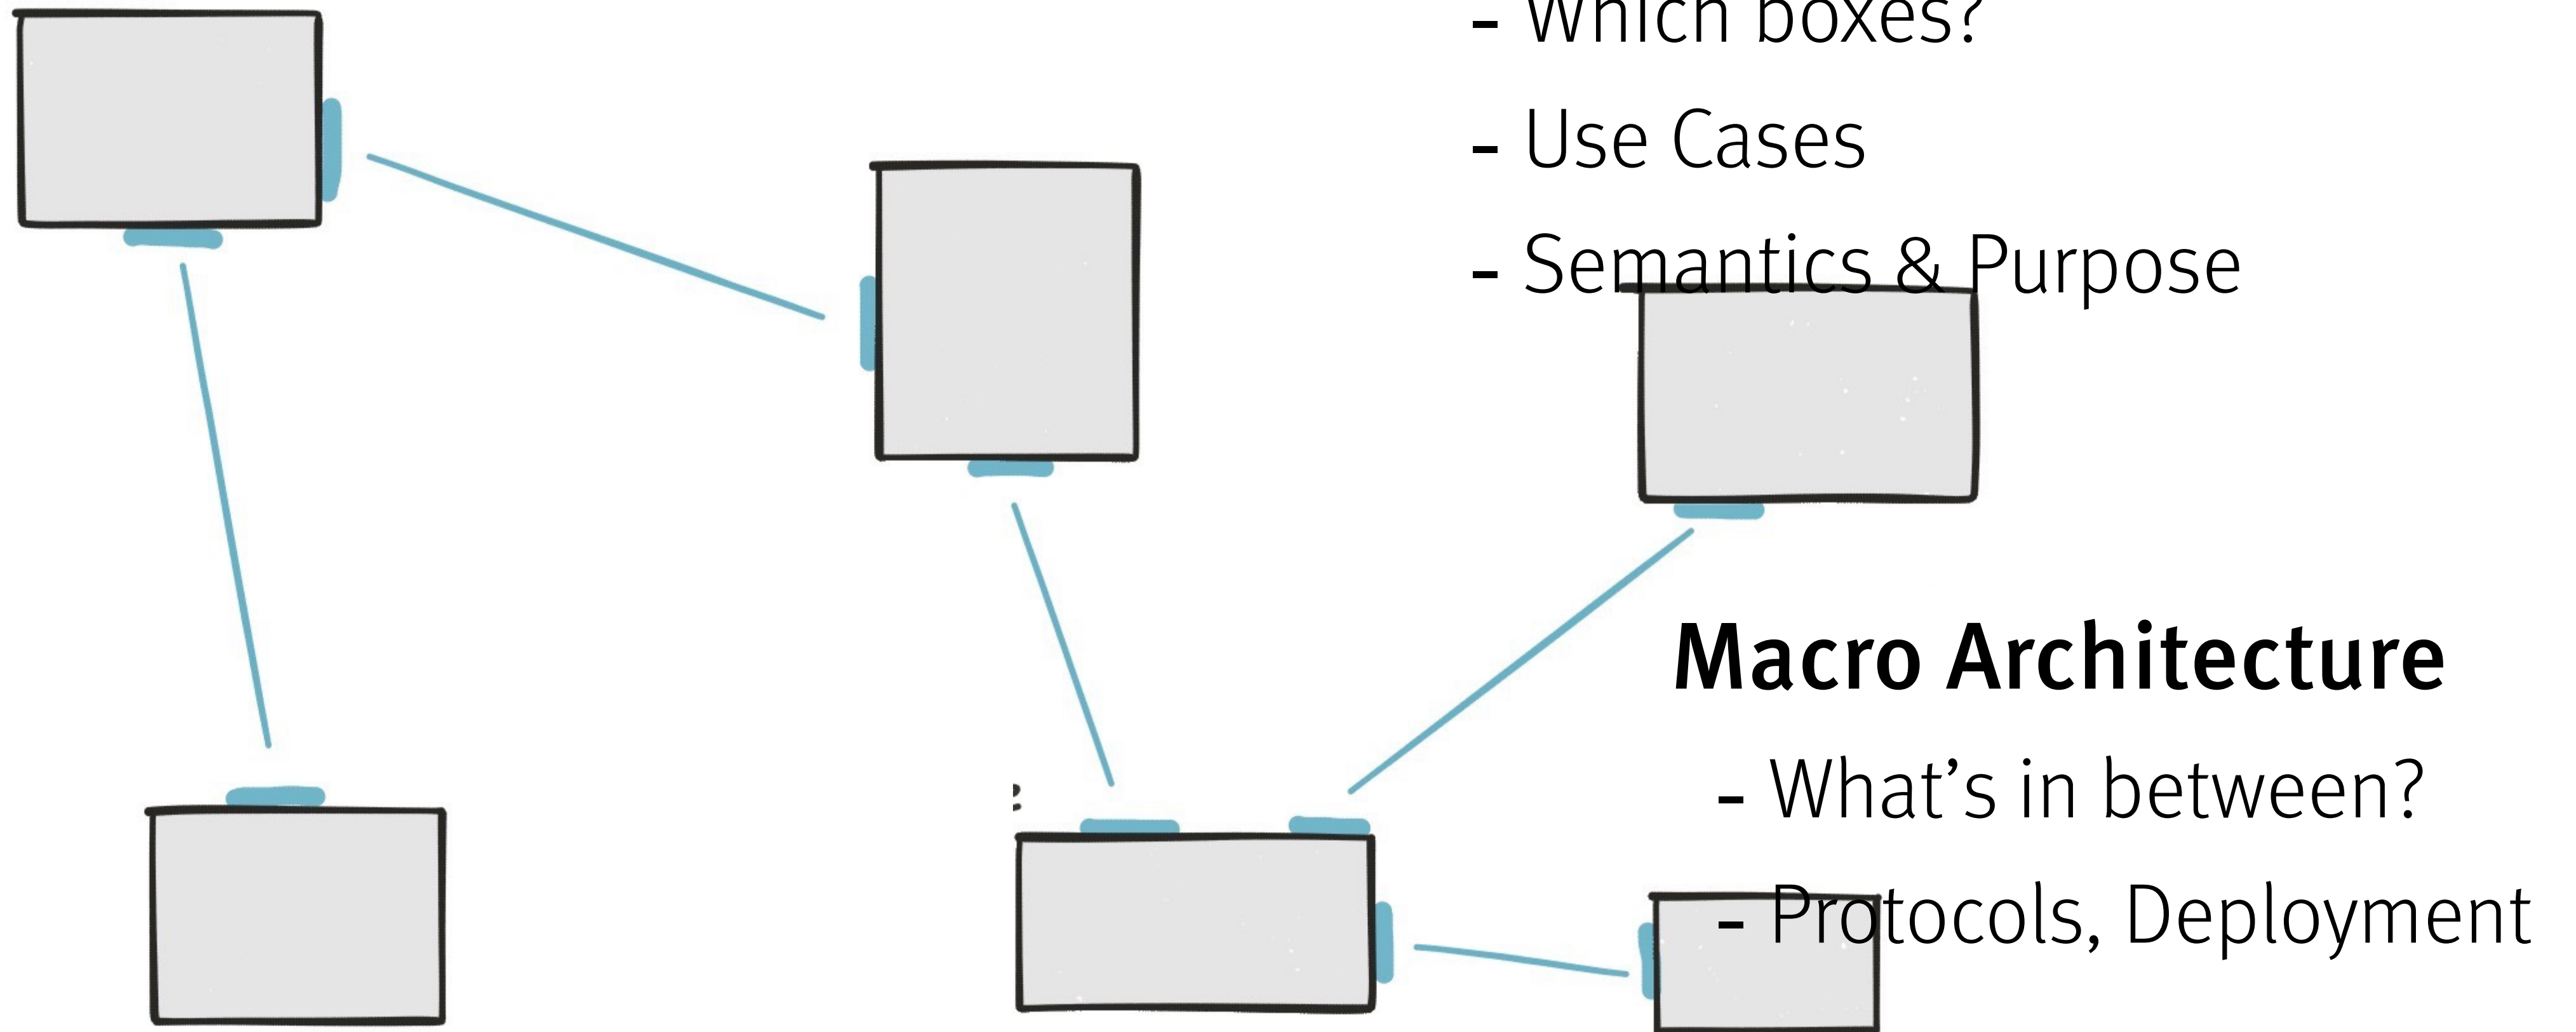 - Which boxes?
- Use Cases
- Semantics & Purpose
Macro Architecture
- What’s in between?
- Protocols, Deployment